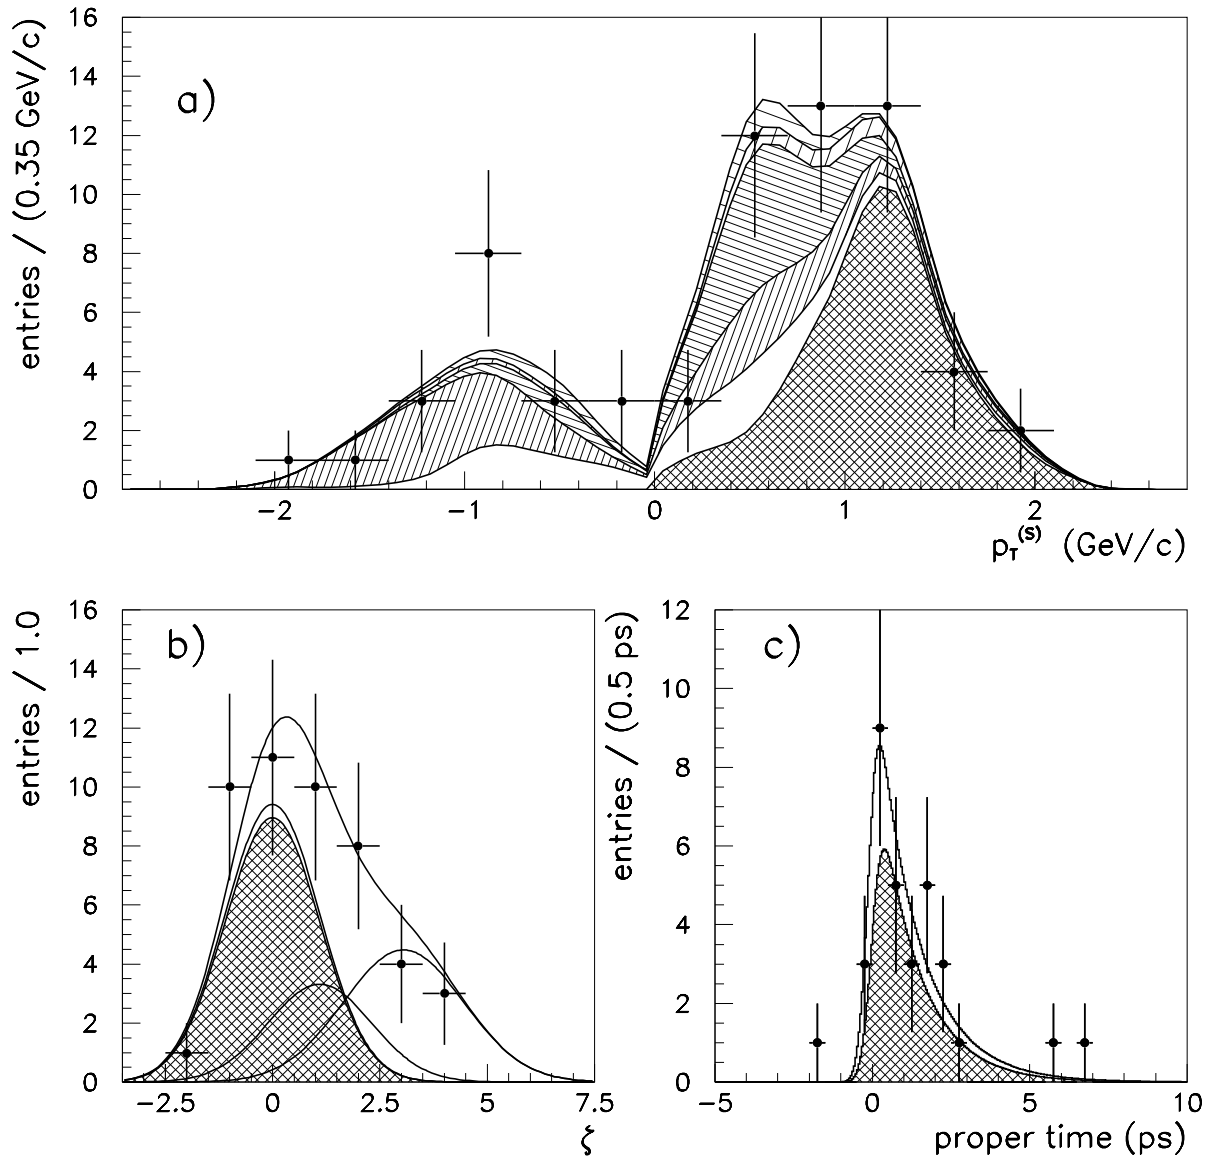 a)
entries / (0.35 GeV/c)
16
14
12
10
8
6
4
2
0
−2 −1 0 1 2
p_T^(s) (GeV/c)
b)
entries / 1.0
16
14
12
10
8
6
4
2
0
−2.5 0 2.5 5 7.5
ζ
c)
entries / (0.5 ps)
12
10
8
6
4
2
0
−5 0 5 10
proper time (ps)